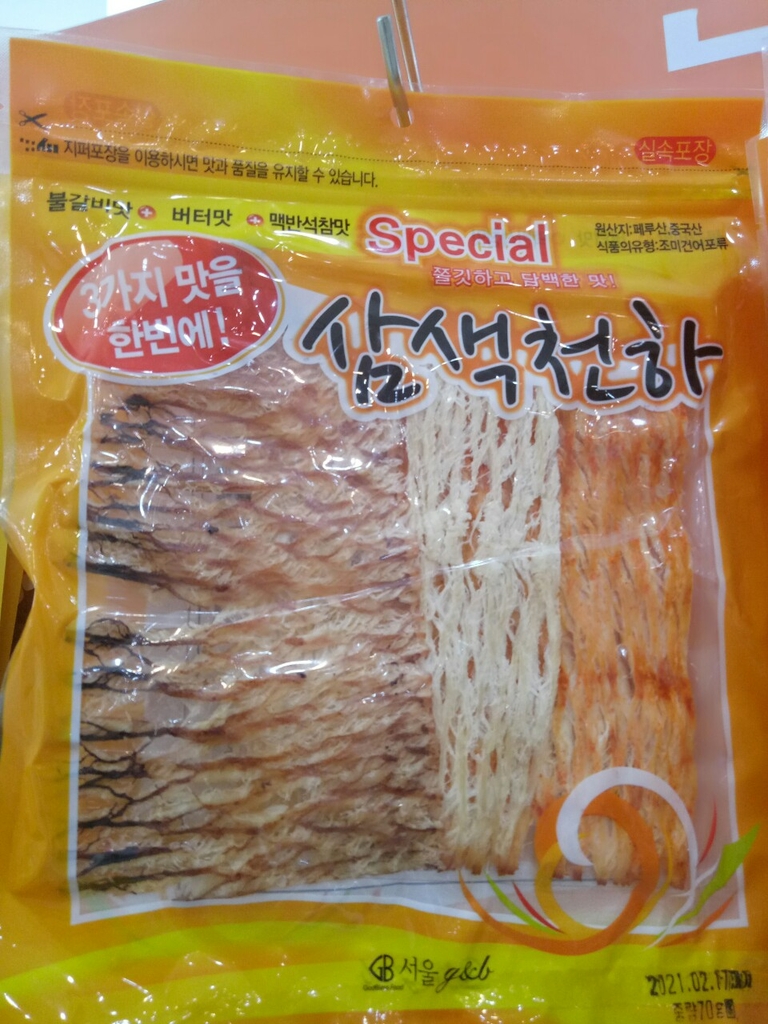 실속포장
지퍼포장을 이용하시면 맛과 품질을 유지할 수 있습니다.
불갈비맛 + 버터맛 + 맥반석참맛
Special
원산지:페루산,중국산
식품의유형:조미건어포류
쫄깃하고 담백한 맛!
3가지 맛을
한번에!
삼색천하
GB 서울 g&b
2021.02.17
중량70g